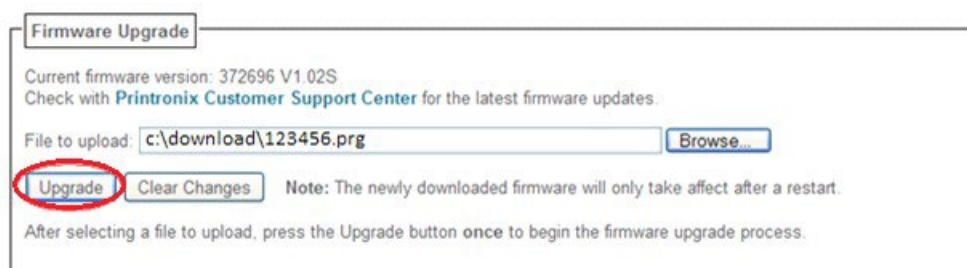 Firmware Upgrade
Current firmware version: 372696 V1.02S
Check with Printronix Customer Support Center for the latest firmware updates.
File to upload: c:\download\123456.prg Browse...
Upgrade Clear Changes Note: The newly downloaded firmware will only take affect after a restart.
After selecting a file to upload, press the Upgrade button once to begin the firmware upgrade process.